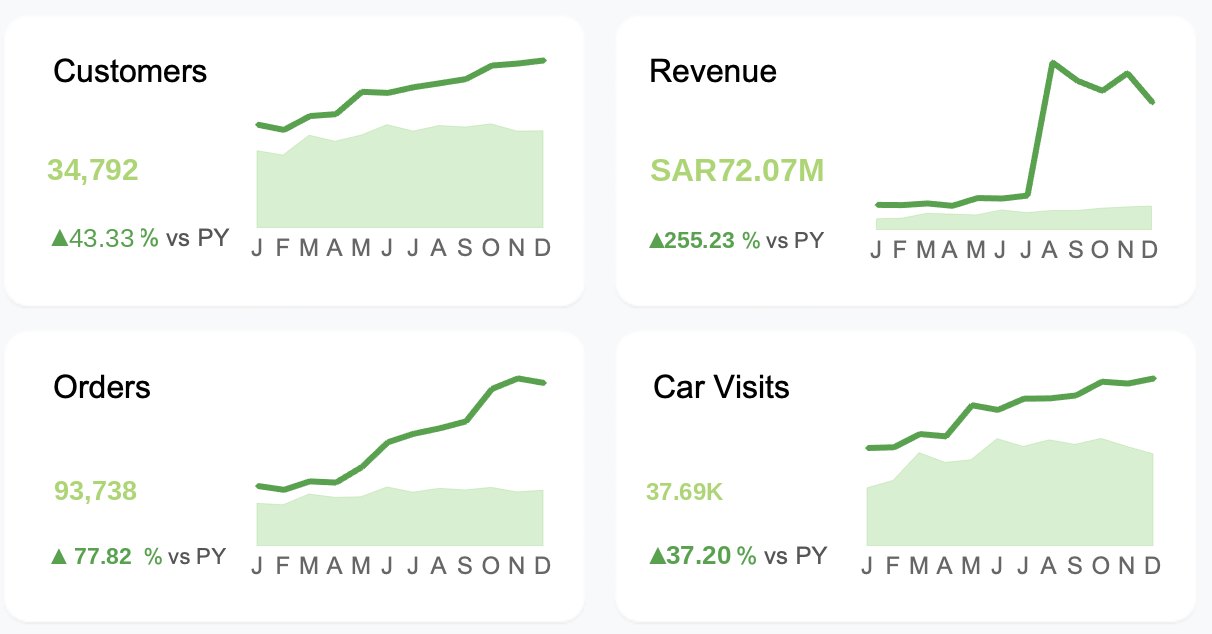 Customers
34,792
▲43.33 % vs PY
J F M A M J J A S O N D
Revenue
SAR72.07M
▲255.23 % vs PY
J F M A M J J A S O N D
Orders
93,738
▲ 77.82 % vs PY
J F M A M J J A S O N D
Car Visits
37.69K
▲37.20 % vs PY
J F M A M J J A S O N D